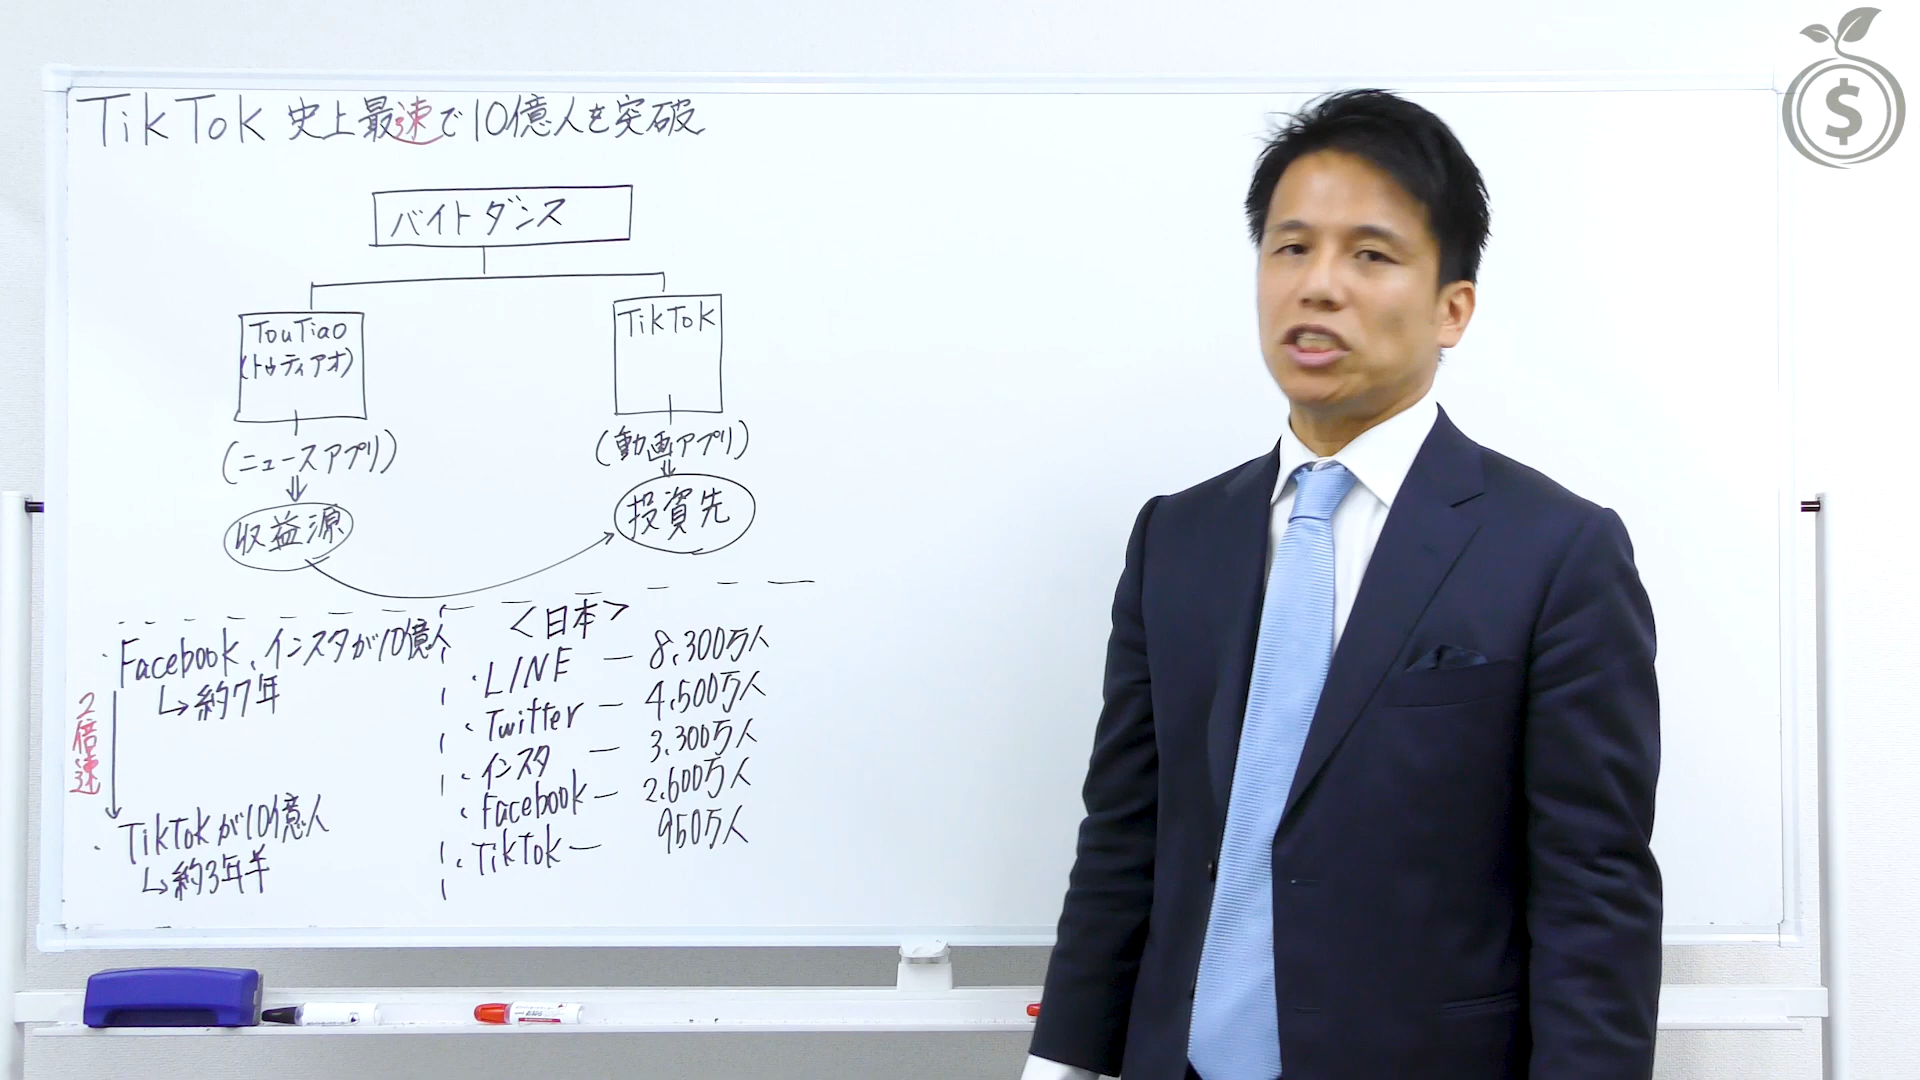 TikTok 史上最速で10億人を突破
バイトダンス
TouTiao
(トゥティアオ)
TikTok
(ニュースアプリ)
(動画アプリ)
収益源
投資先
・Facebook、インスタが10億人
↳約7年
2倍速
・TikTokが10億人
↳約3年半
<日本>
・LINE — 8,300万人
・Twitter — 4,500万人
・インスタ — 3,300万人
・Facebook — 2,600万人
・TikTok — 950万人
$